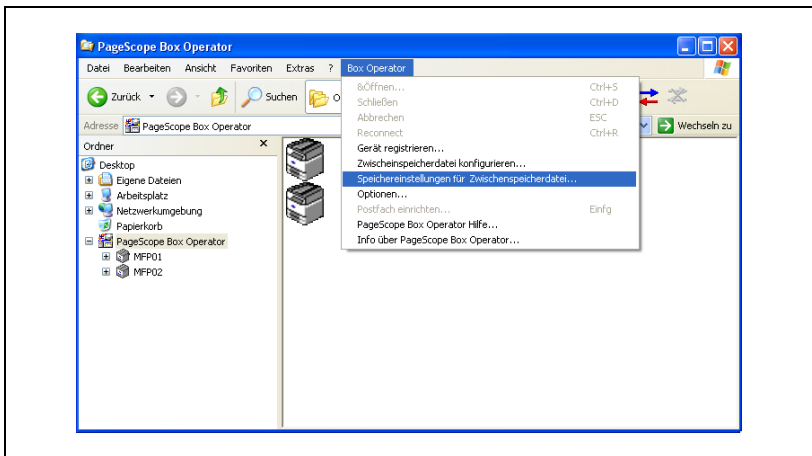 PageScope Box Operator
Datei Bearbeiten Ansicht Favoriten Extras ? Box Operator
Zurück Suchen O
Adresse PageScope Box Operator Wechseln zu
Ordner x
Desktop
Eigene Dateien
Arbeitsplatz
Netzwerkumgebung
Papierkorb
PageScope Box Operator
MFP01
MFP02
&Öffnen... Ctrl+S
Schließen Ctrl+D
Abbrechen ESC
Reconnect Ctrl+R
Gerät registrieren...
Zwischeinspeicherdatei konfigurieren...
Speichereinstellungen für Zwischenspeicherdatei...
Optionen...
Postfach einrichten... Einfg
PageScope Box Operator Hilfe...
Info über PageScope Box Operator...